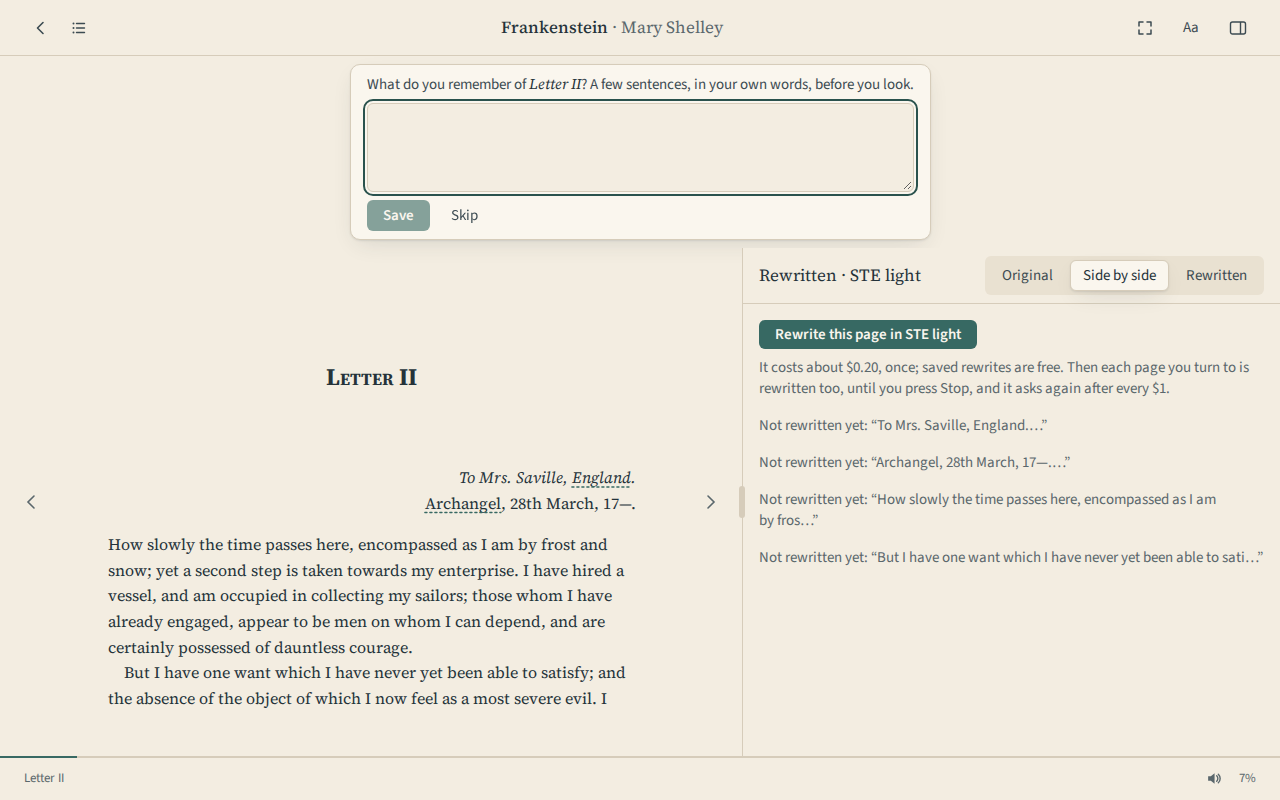 Frankenstein · Mary Shelley
Aa
What do you remember of Letter II? A few sentences, in your own words, before you look.
Save
Skip
Rewritten · STE light
Original
Side by side
Rewritten
Rewrite this page in STE light
It costs about $0.20, once; saved rewrites are free. Then each page you turn to is
rewritten too, until you press Stop, and it asks again after every $1.
Not rewritten yet: “To Mrs. Saville, England.…”
Not rewritten yet: “Archangel, 28th March, 17—.…”
Not rewritten yet: “How slowly the time passes here, encompassed as I am
by fros…”
Not rewritten yet: “But I have one want which I have never yet been able to sati…”
Letter II
To Mrs. Saville, England.
Archangel, 28th March, 17—.
How slowly the time passes here, encompassed as I am by frost and
snow; yet a second step is taken towards my enterprise. I have hired a
vessel, and am occupied in collecting my sailors; those whom I have
already engaged, appear to be men on whom I can depend, and are
certainly possessed of dauntless courage.
But I have one want which I have never yet been able to satisfy; and
the absence of the object of which I now feel as a most severe evil. I
Letter II
7%